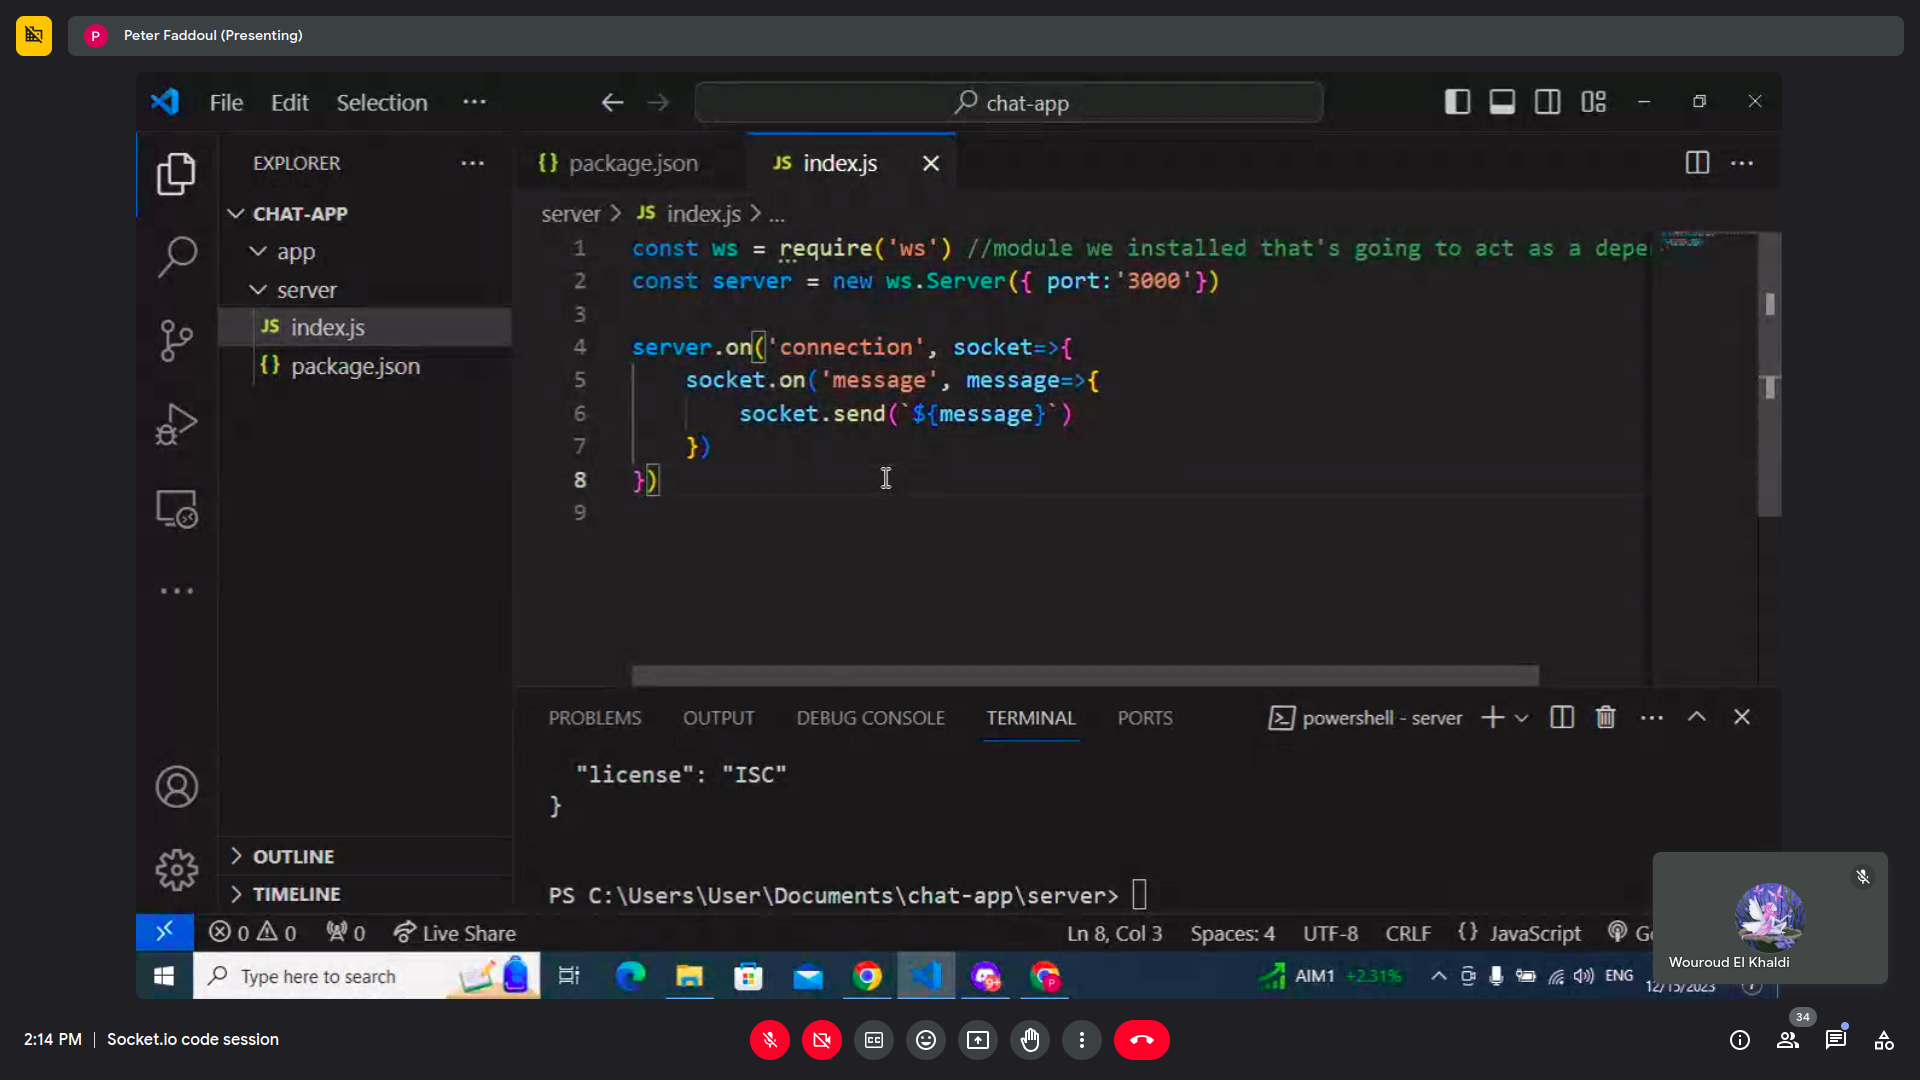 Peter Faddoul (Presenting)
P
File Edit Selection ··· chat-app
EXPLORER ···
{} package.json JS index.js
server > JS index.js > ...
CHAT-APP
app
server
JS index.js
{} package.json
1 const ws = require('ws') //module we installed that's going to act as a depe
2 const server = new ws.Server({ port:'3000'})
3
4 server.on('connection', socket=>{
5 socket.on('message', message=>{
6 socket.send(`${message}`)
7 })
8 })
9
PROBLEMS OUTPUT DEBUG CONSOLE TERMINAL PORTS powershell - server
"license": "ISC"
}
PS C:\Users\User\Documents\chat-app\server>
OUTLINE
TIMELINE
0 0 0 Live Share Ln 8, Col 3 Spaces: 4 UTF-8 CRLF {} JavaScript
Type here to search AIM1 +2.31% ENG
12/15/2023
Wouroud El Khaldi
2:14 PM | Socket.io code session
34